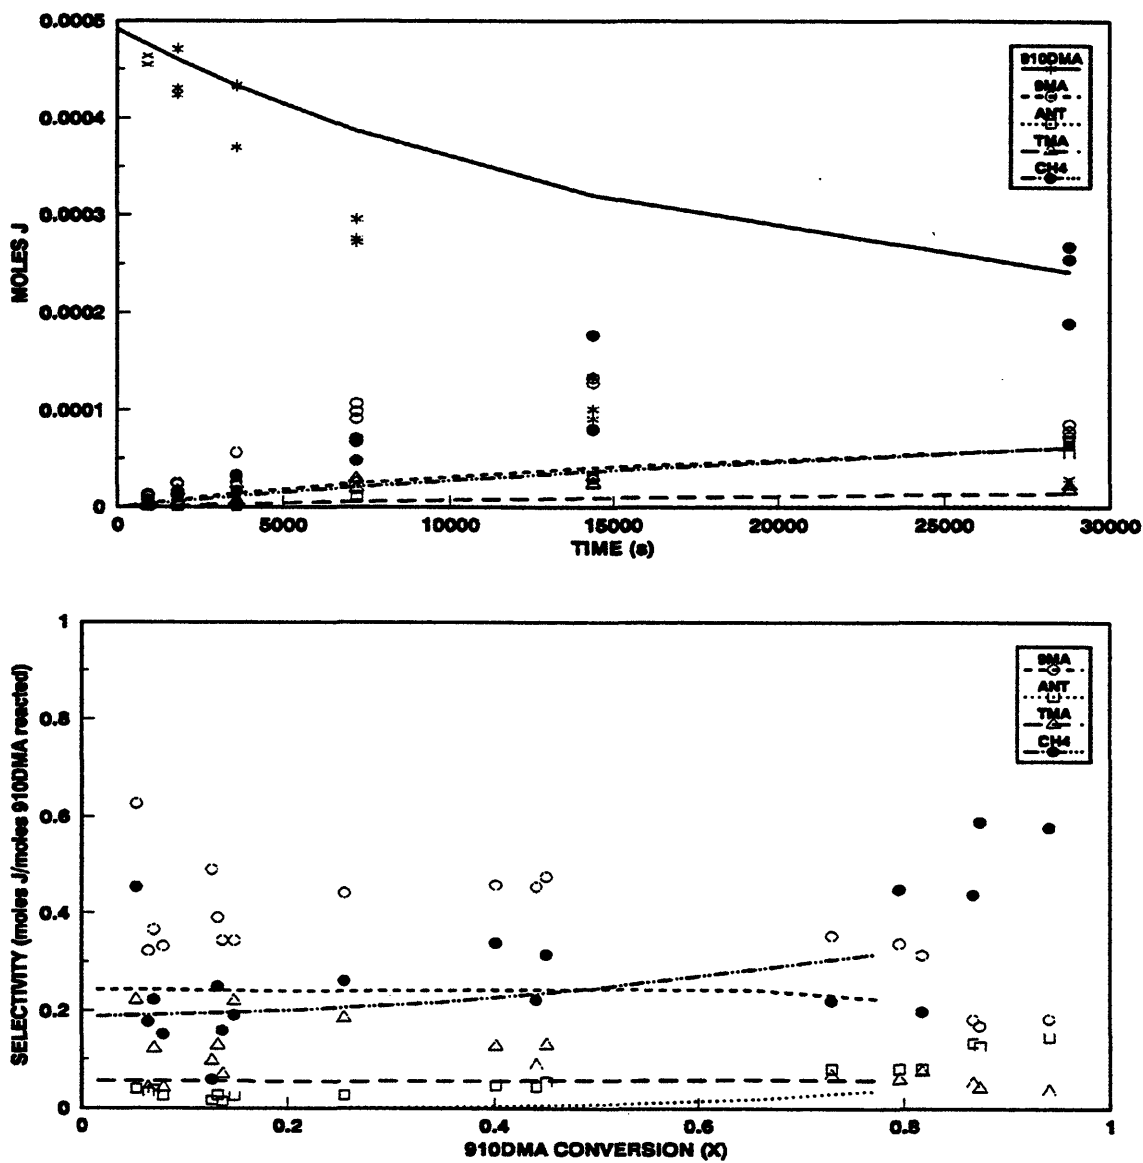 0.0005
0.0004
0.0003
0.0002
0.0001
0
MOLES J
910DMA
9MA
ANT
TMA
CH4
0 5000 10000 15000 20000 25000 30000
TIME (s)
1
0.8
0.6
0.4
0.2
0
SELECTIVITY (moles J/moles 910DMA reacted)
9MA
ANT
TMA
CH4
0 0.2 0.4 0.6 0.8 1
910DMA CONVERSION (X)